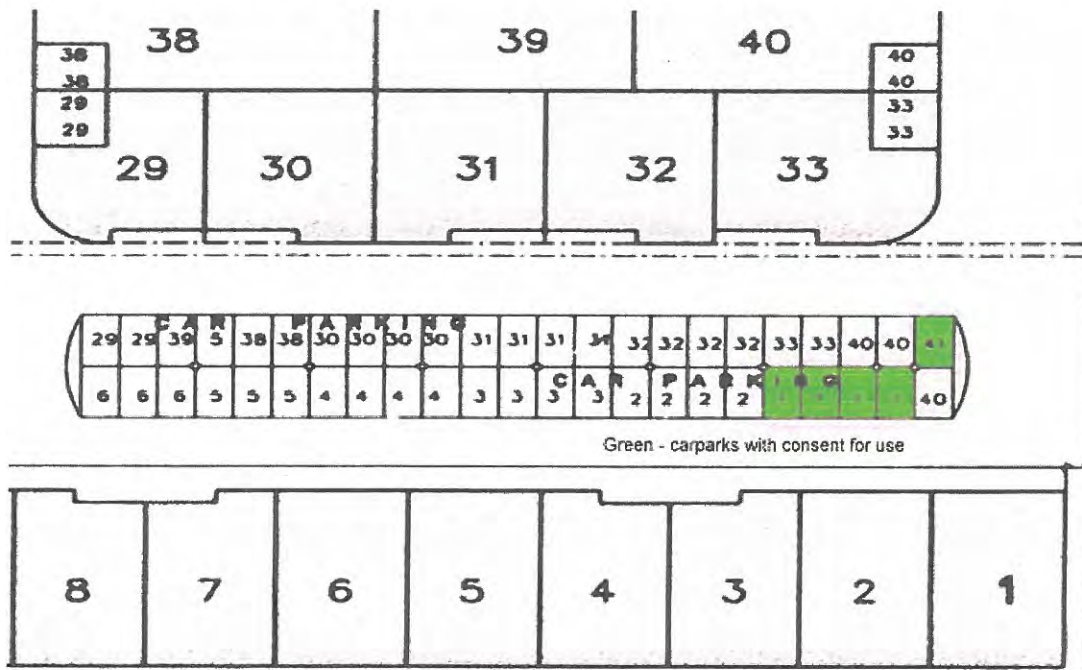 38 39 40
38 40
38 40
29 33
29 33
29 30 31 32 33
CAR PARKING
29 29 39 5 38 38 30 30 30 30 31 31 31 31 32 32 32 32 33 33 40 40 41
CAR PARKING
6 6 6 5 5 5 4 4 4 4 3 3 3 3 2 2 2 2 40
Green - carparks with consent for use
8 7 6 5 4 3 2 1